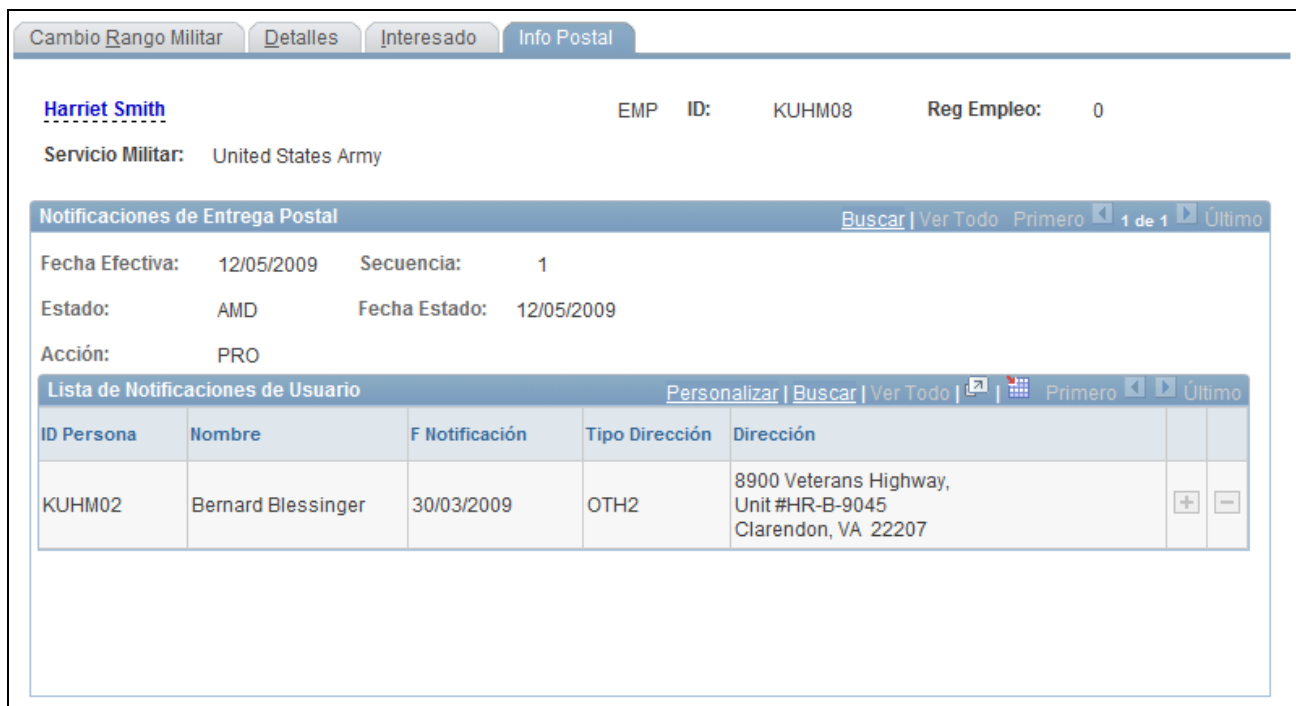 Cambio Rango Militar Detalles Interesado Info Postal
Harriet Smith EMP ID: KUHM08 Reg Empleo: 0
Servicio Militar: United States Army
Notificaciones de Entrega Postal Buscar | Ver Todo Primero 1 de 1 Último
Fecha Efectiva: 12/05/2009 Secuencia: 1
Estado: AMD Fecha Estado: 12/05/2009
Acción: PRO
Lista de Notificaciones de Usuario Personalizar | Buscar | Ver Todo | | Primero Último
ID Persona Nombre F Notificación Tipo Dirección Dirección
KUHM02 Bernard Blessinger 30/03/2009 OTH2 8900 Veterans Highway,
Unit #HR-B-9045
Clarendon, VA 22207